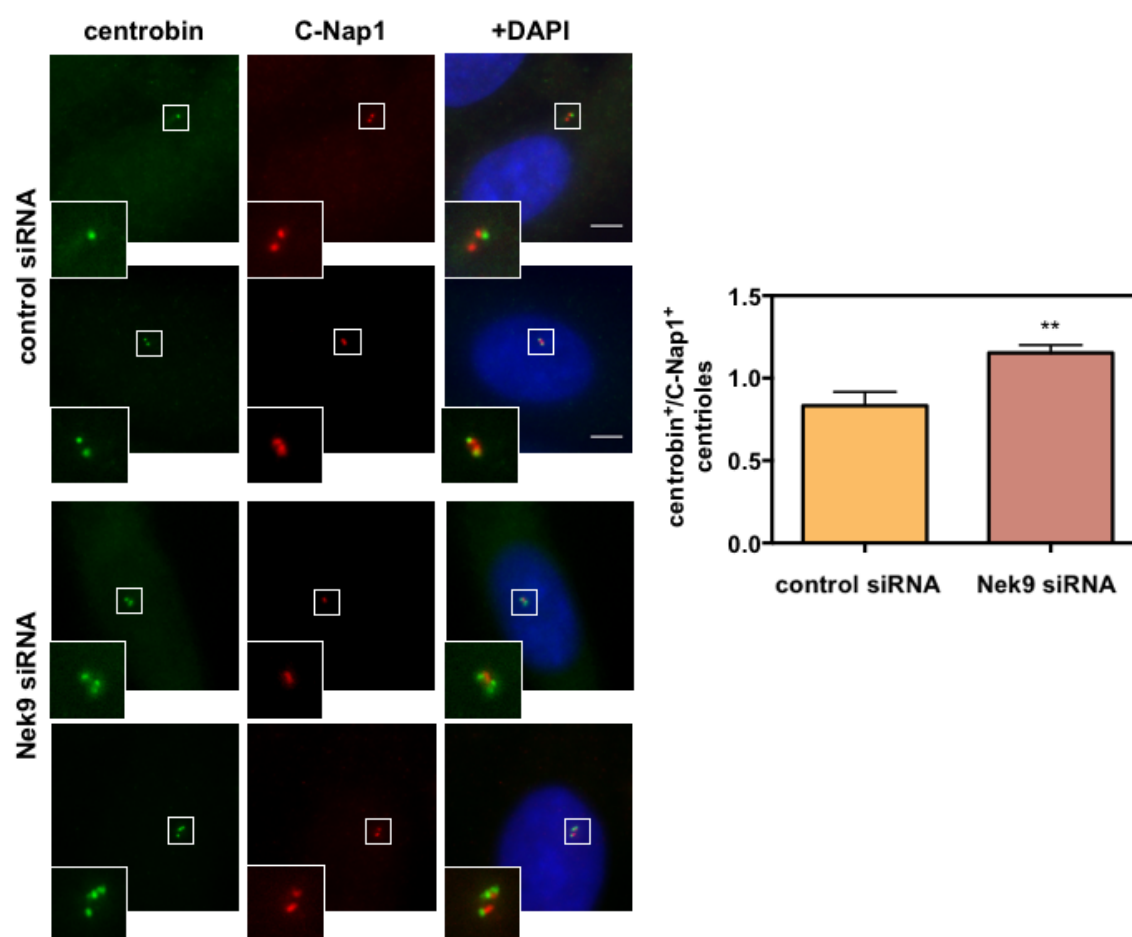 centrobin C-Nap1 +DAPI
control siRNA
Nek9 siRNA
centrobin⁺/C-Nap1⁺
centrioles
1.5
1.0
0.5
0.0
**
control siRNA Nek9 siRNA